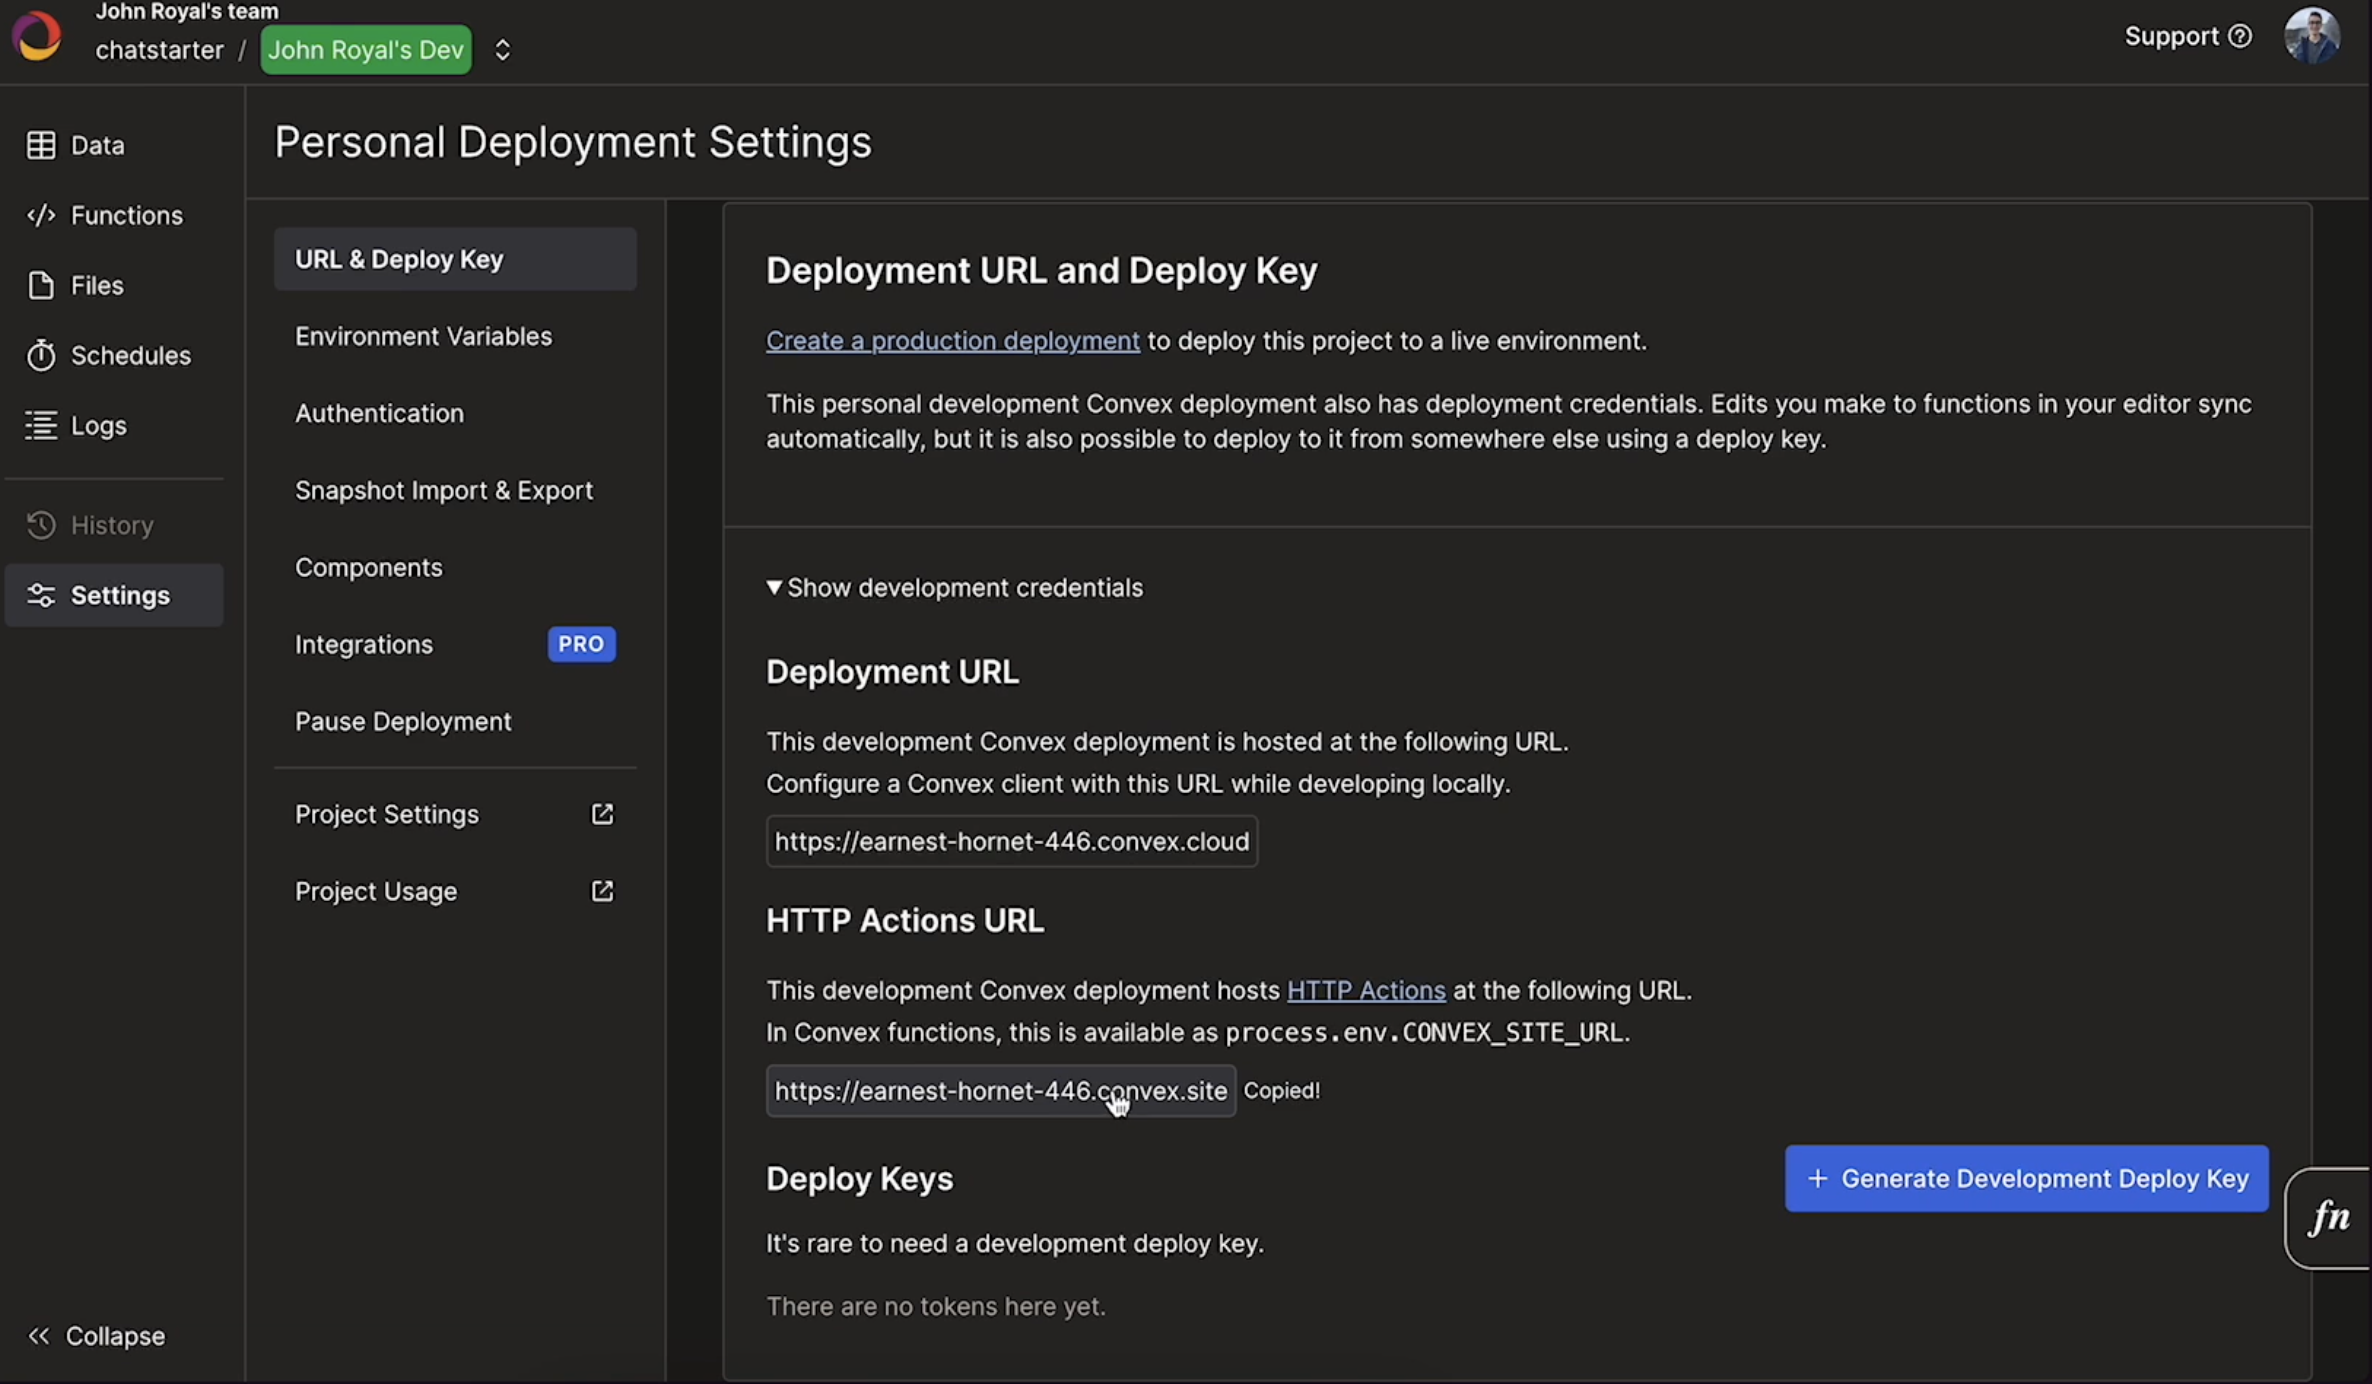 John Royal's team
chatstarter / John Royal's Dev
Support
Data
Functions
Files
Schedules
Logs
History
Settings
Collapse
Personal Deployment Settings
URL & Deploy Key
Environment Variables
Authentication
Snapshot Import & Export
Components
Integrations PRO
Pause Deployment
Project Settings
Project Usage
Deployment URL and Deploy Key
Create a production deployment to deploy this project to a live environment.
This personal development Convex deployment also has deployment credentials. Edits you make to functions in your editor sync
automatically, but it is also possible to deploy to it from somewhere else using a deploy key.
▼Show development credentials
Deployment URL
This development Convex deployment is hosted at the following URL.
Configure a Convex client with this URL while developing locally.
https://earnest-hornet-446.convex.cloud
HTTP Actions URL
This development Convex deployment hosts HTTP Actions at the following URL.
In Convex functions, this is available as process.env.CONVEX_SITE_URL.
https://earnest-hornet-446.convex.site Copied!
Deploy Keys
+ Generate Development Deploy Key
It's rare to need a development deploy key.
There are no tokens here yet.
fn